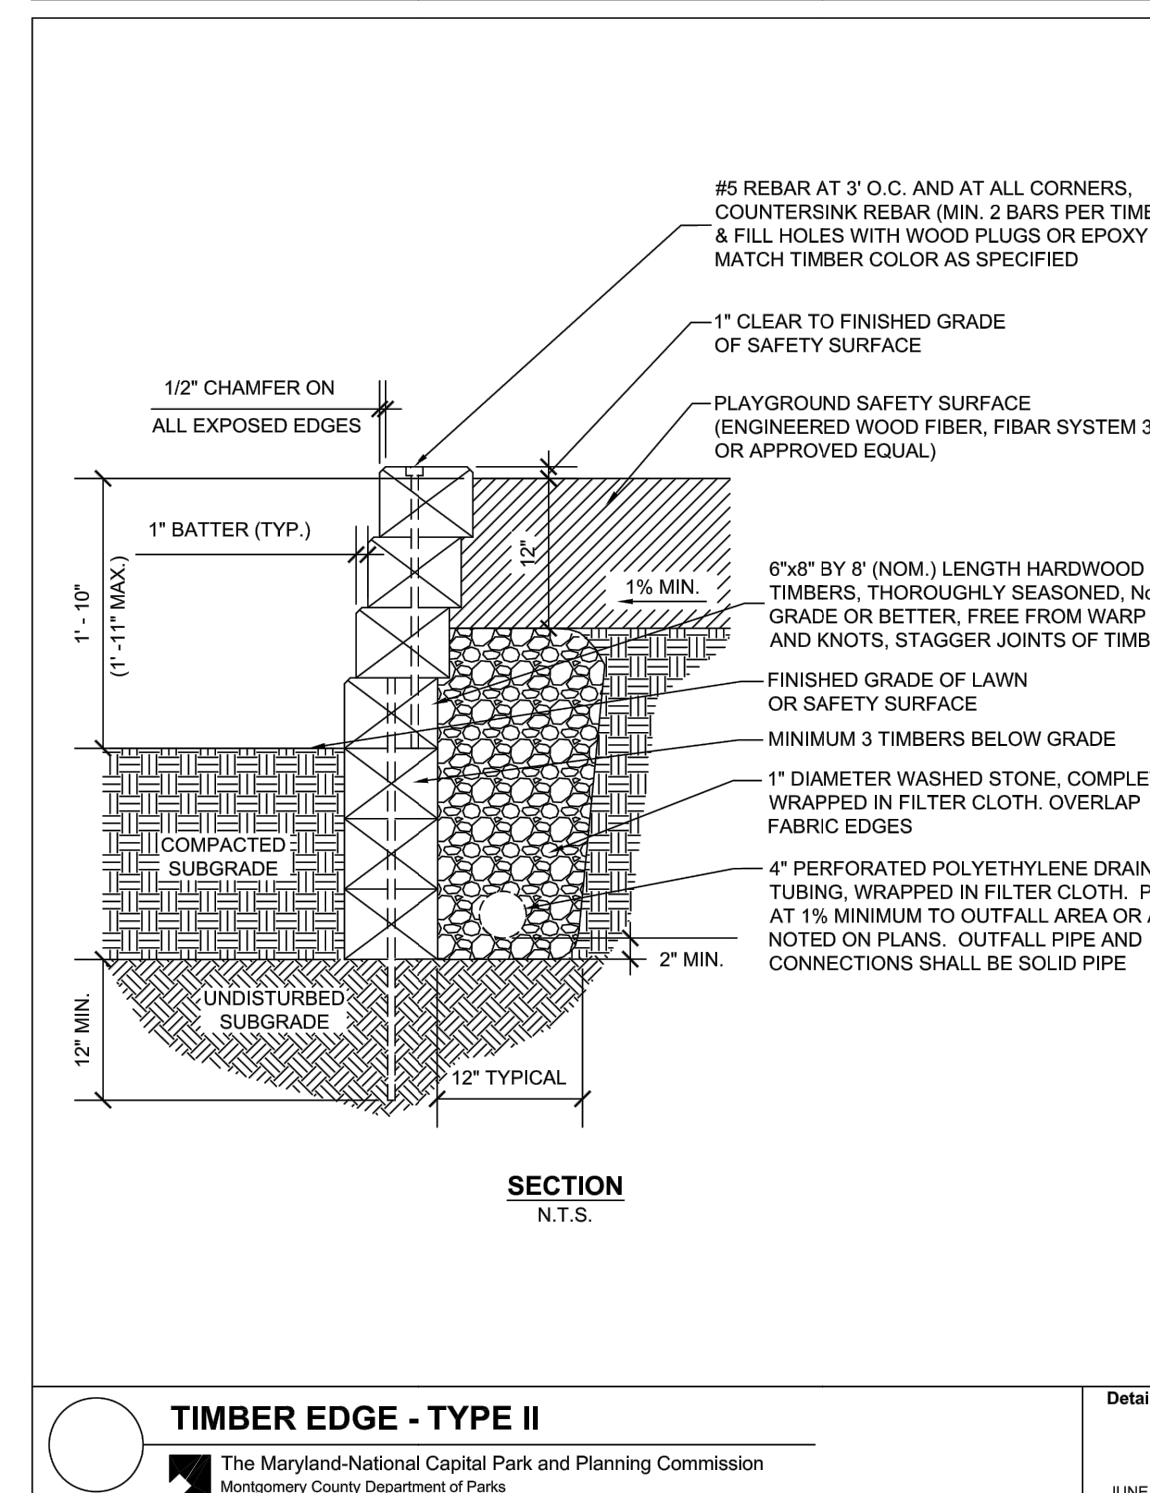 #5 REBAR AT 3' O.C. AND AT ALL CORNERS,
COUNTERSINK REBAR (MIN. 2 BARS PER
& FILL HOLES WITH WOOD PLUGS OR EPOXY
MATCH TIMBER COLOR AS SPECIFIED
1" CLEAR TO FINISHED GRADE
OF SAFETY SURFACE
1/2" CHAMFER ON
ALL EXPOSED EDGES
PLAYGROUND SAFETY SURFACE
(ENGINEERED WOOD FIBER, FIBAR SYSTEM
OR APPROVED EQUAL)
1" BATTER (TYP.)
12"
1% MIN.
1' - 10"
(1' -11" MAX.)
6"x8" BY 8' (NOM.) LENGTH HARDWOOD
TIMBERS, THOROUGHLY SEASONED,
GRADE OR BETTER, FREE FROM WARP
AND KNOTS, STAGGER JOINTS OF
FINISHED GRADE OF LAWN
OR SAFETY SURFACE
MINIMUM 3 TIMBERS BELOW GRADE
1" DIAMETER WASHED STONE,
WRAPPED IN FILTER CLOTH. OVERLAP
FABRIC EDGES
COMPACTED
SUBGRADE
4" PERFORATED POLYETHYLENE DRAIN
TUBING, WRAPPED IN FILTER CLOTH.
AT 1% MINIMUM TO OUTFALL AREA OR
NOTED ON PLANS. OUTFALL PIPE AND
CONNECTIONS SHALL BE SOLID PIPE
2" MIN.
UNDISTURBED
SUBGRADE
12" MIN.
12" TYPICAL
SECTION
N.T.S.
TIMBER EDGE - TYPE II
The Maryland-National Capital Park and Planning Commission
Montgomery County Department of Parks
JUNE